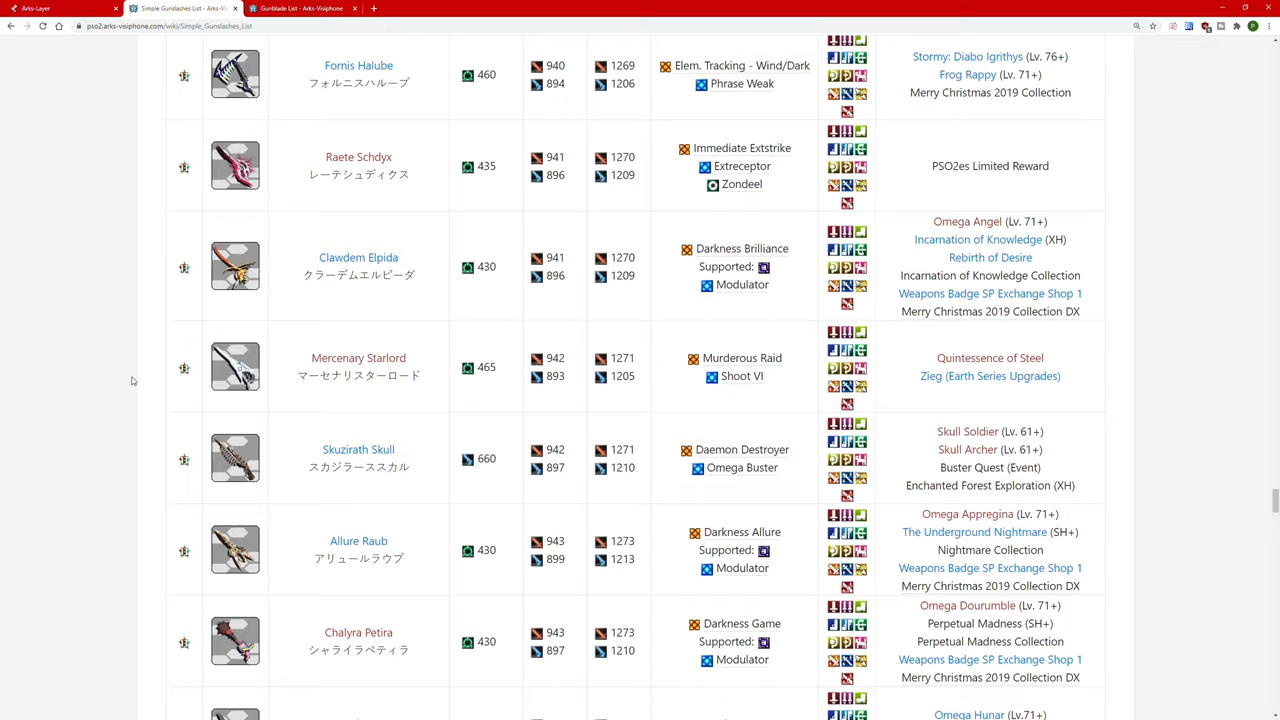 Arks-Layer
Simple Gunslashes List - Arks-Vi
Gunblade List - Arks-Visiphone
pso2.arks-visiphone.com/wiki/Simple_Gunslashes_List
Fornis Halube
フォルニスハルーブ
460
940
894
1269
1206
Elem. Tracking - Wind/Dark
Phrase Weak
Stormy: Diabo Igrithys (Lv. 76+)
Frog Rappy (Lv. 71+)
Merry Christmas 2019 Collection
Raete Schdyx
レーテシュディクス
435
941
896
1270
1209
Immediate Extstrike
Extreceptor
Zondeel
PSO2es Limited Reward
Clawdem Elpida
クラーデムエルピーダ
430
941
896
1270
1209
Darkness Brilliance
Supported:
Modulator
Omega Angel (Lv. 71+)
Incarnation of Knowledge (XH)
Rebirth of Desire
Incarnation of Knowledge Collection
Weapons Badge SP Exchange Shop 1
Merry Christmas 2019 Collection DX
Mercenary Starlord
マーセナリスターロード
465
942
893
1271
1205
Murderous Raid
Shoot VI
Quintessence of Steel
Zieg (Earth Series Upgrades)
Skuzirath Skull
スカジラーススカル
660
942
897
1271
1210
Daemon Destroyer
Omega Buster
Skull Soldier (Lv. 61+)
Skull Archer (Lv. 61+)
Buster Quest (Event)
Enchanted Forest Exploration (XH)
Allure Raub
アリュールラウブ
430
943
899
1273
1213
Darkness Allure
Supported:
Modulator
Omega Appregina (Lv. 71+)
The Underground Nightmare (SH+)
Nightmare Collection
Weapons Badge SP Exchange Shop 1
Merry Christmas 2019 Collection DX
Chalyra Petira
シャライラペティラ
430
943
897
1273
1210
Darkness Game
Supported:
Modulator
Omega Dourumble (Lv. 71+)
Perpetual Madness (SH+)
Perpetual Madness Collection
Weapons Badge SP Exchange Shop 1
Merry Christmas 2019 Collection DX
Omega Hunar (Lv.71+)